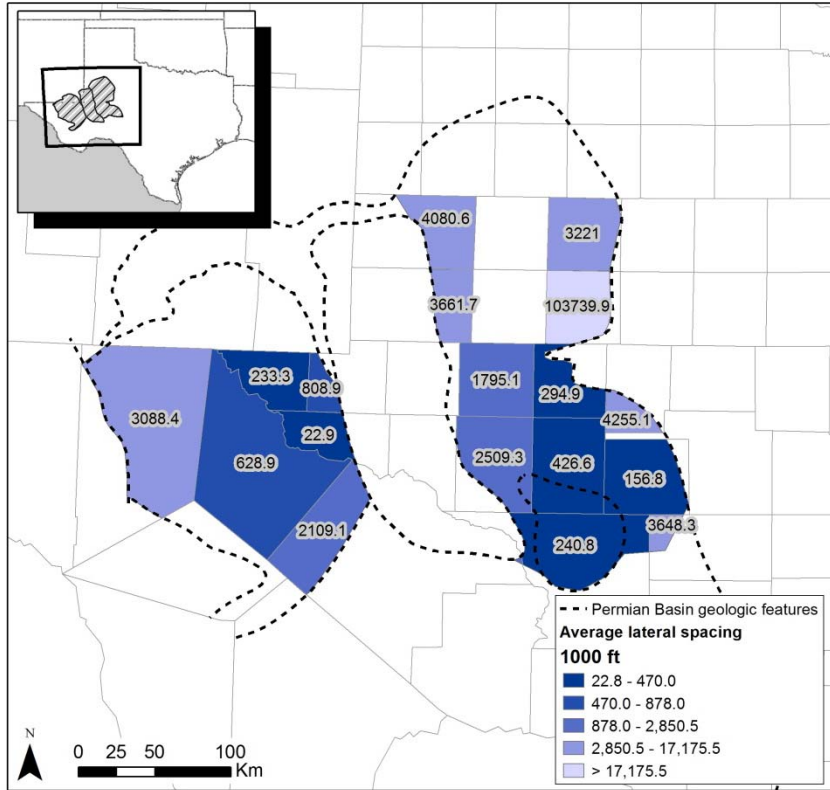 4080.6
3221
3661.7
103739.9
233.3
808.9
1795.1
294.9
3088.4
4255.1
22.9
628.9
2509.3
426.6
156.8
2109.1
3648.3
240.8
Permian Basin geologic features
Average lateral spacing
1000 ft
22.8 - 470.0
470.0 - 878.0
878.0 - 2,850.5
2,850.5 - 17,175.5
> 17,175.5
N
0 25 50 100
Km